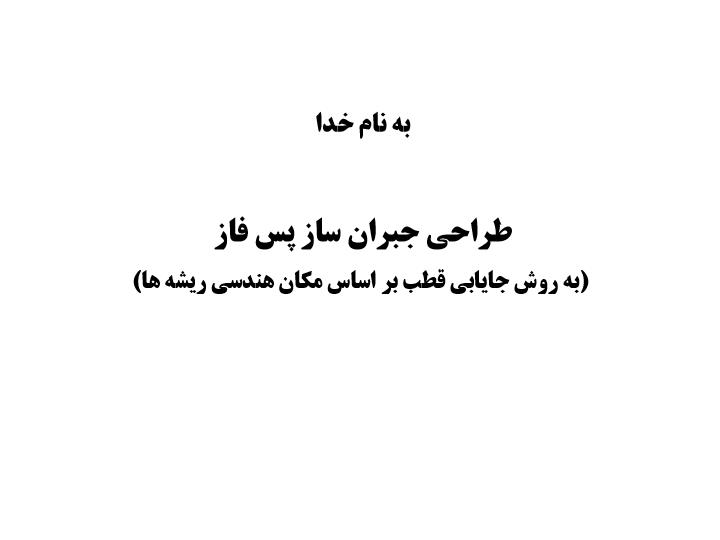 به نام خدا
طراحی جبران ساز پس فاز
(به روش جایابی قطب بر اساس مکان هندسی ریشه ها)